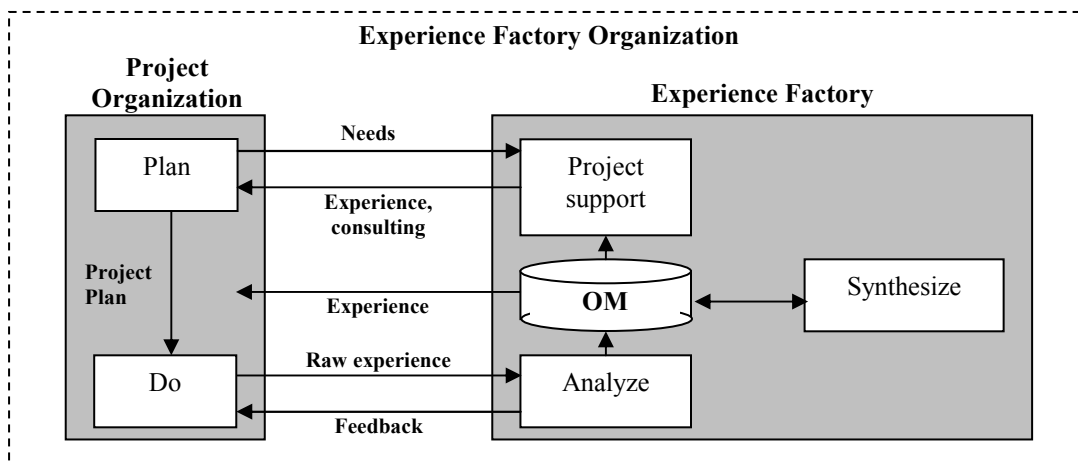 Experience Factory Organization
Project
Organization
Experience Factory
Plan
Needs
Project
support
Experience,
consulting
Project
Plan
Experience
OM
Synthesize
Do
Raw experience
Analyze
Feedback